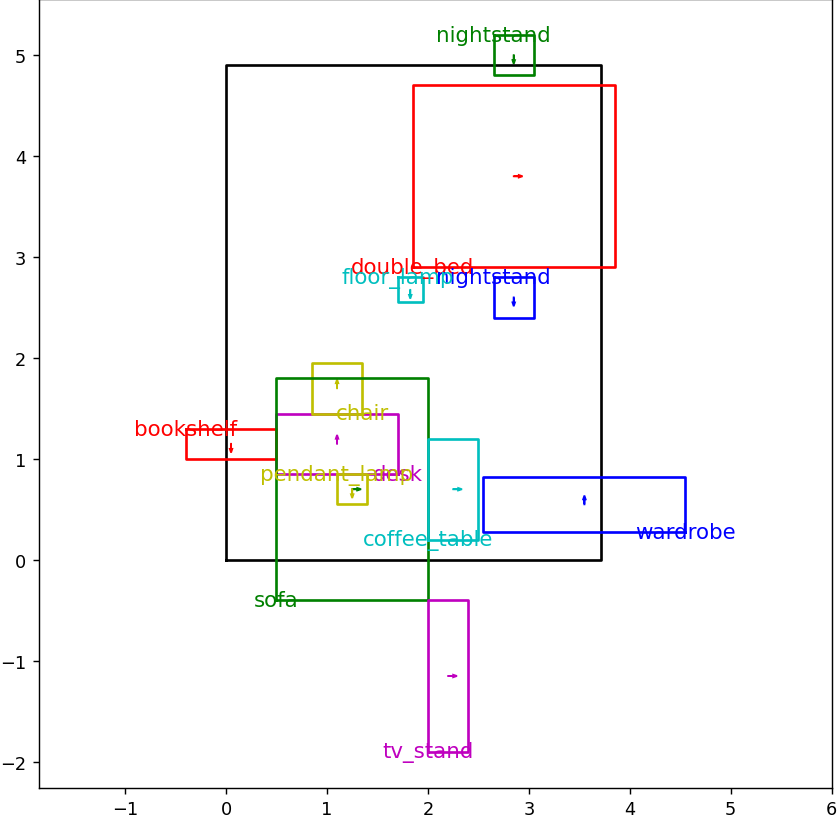 nightstand
5
4
3
double_bed
floor_lamp
nightstand
2
chair
bookshelf
1
pendant_lamp
desk
coffee_table
wardrobe
0
sofa
−1
tv_stand
−2
−1 0 1 2 3 4 5 6